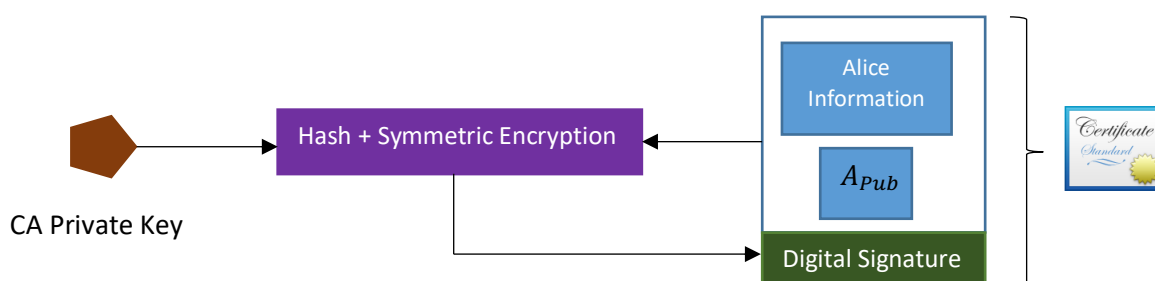 Alice
Information
Hash + Symmetric Encryption
Certificate
Standard
A_Pub
CA Private Key
Digital Signature